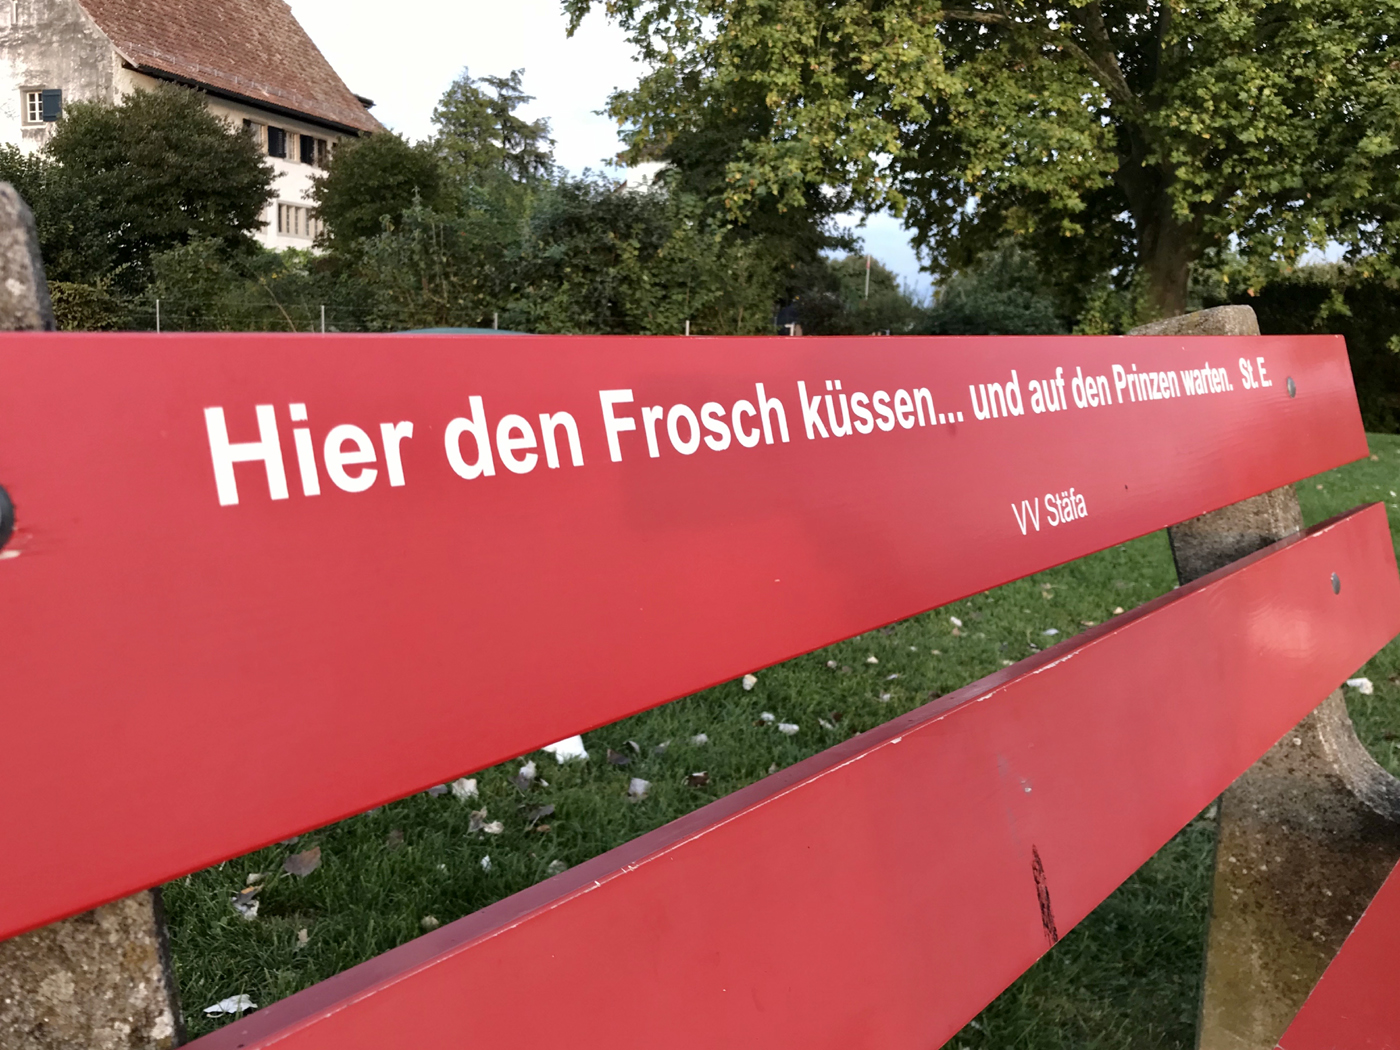 Hier den Frosch küssen... und auf den Prinzen warten. St. E.
VV Stäfa